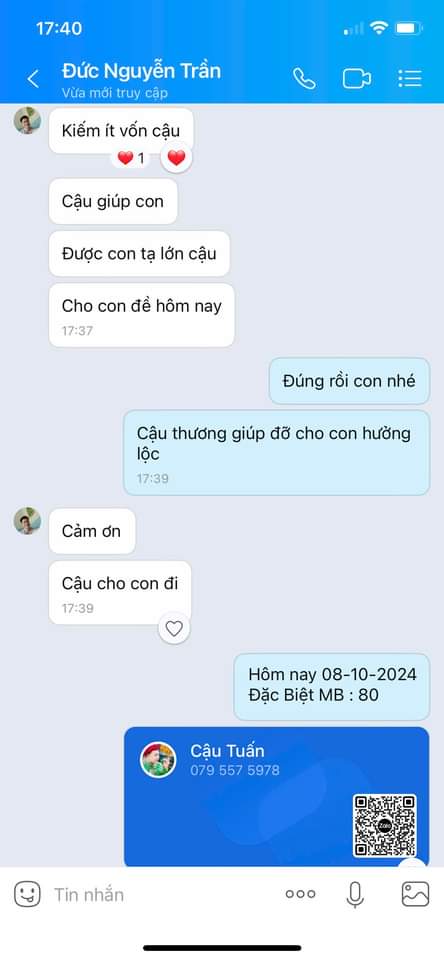 17:40
Đức Nguyễn Trần
Vừa mới truy cập
Kiếm ít vốn cậu
1
Cậu giúp con
Được con tạ lớn cậu
Cho con đề hôm nay
17:37
Đúng rồi con nhé
Cậu thương giúp đỡ cho con hưởng
lộc
17:39
Cảm ơn
Cậu cho con đi
17:39
Hôm nay 08-10-2024
Đặc Biệt MB : 80
Cậu Tuấn
079 557 5978
Zalo
Tin nhắn